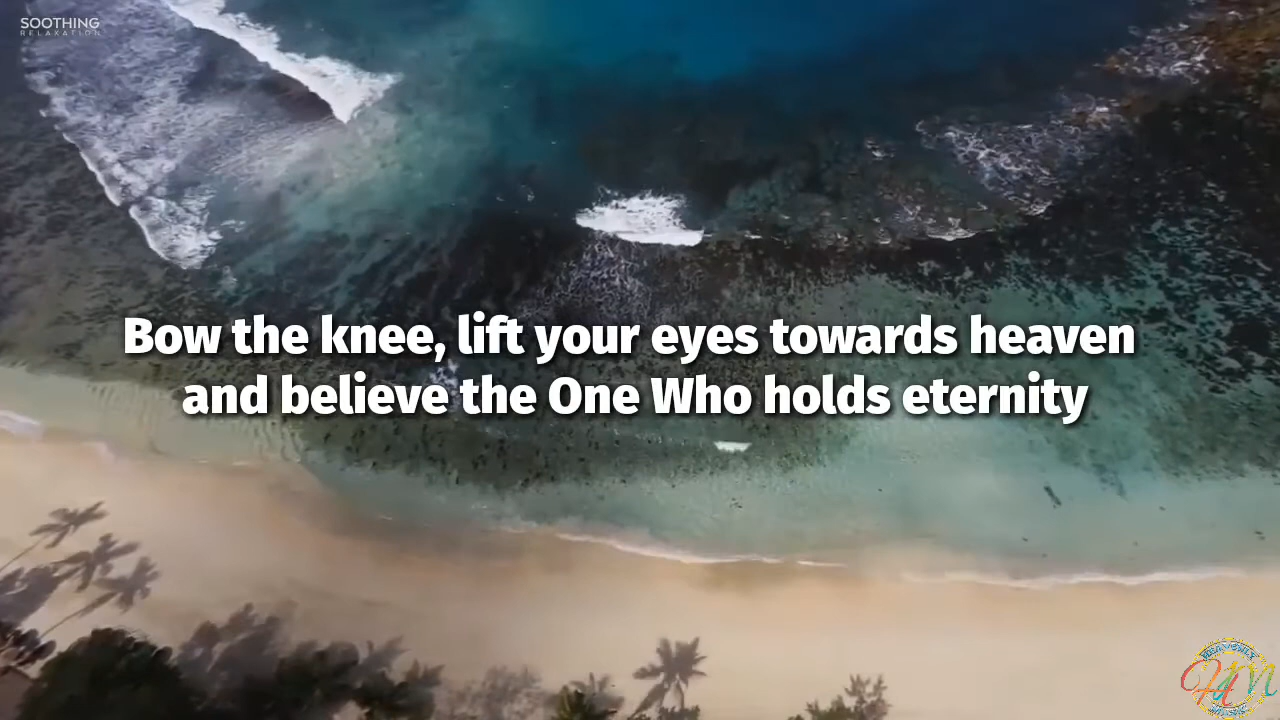 SOOTHING
RELAXATION
Bow the knee, lift your eyes towards heaven
and believe the One Who holds eternity